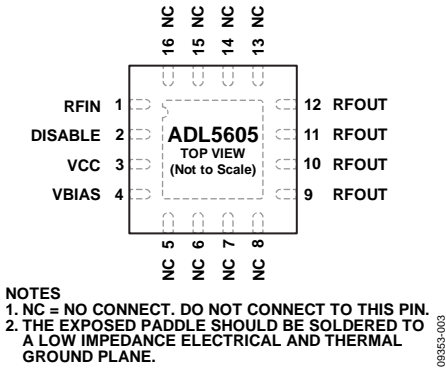 16 NC
15 NC
14 NC
13 NC
RFIN 1
DISABLE 2
VCC 3
VBIAS 4
ADL5605
TOP VIEW
(Not to Scale)
12 RFOUT
11 RFOUT
10 RFOUT
9 RFOUT
NC 5
NC 6
NC 7
NC 8
NOTES
1. NC = NO CONNECT. DO NOT CONNECT TO THIS PIN.
2. THE EXPOSED PADDLE SHOULD BE SOLDERED TO
A LOW IMPEDANCE ELECTRICAL AND THERMAL
GROUND PLANE.
09353-003